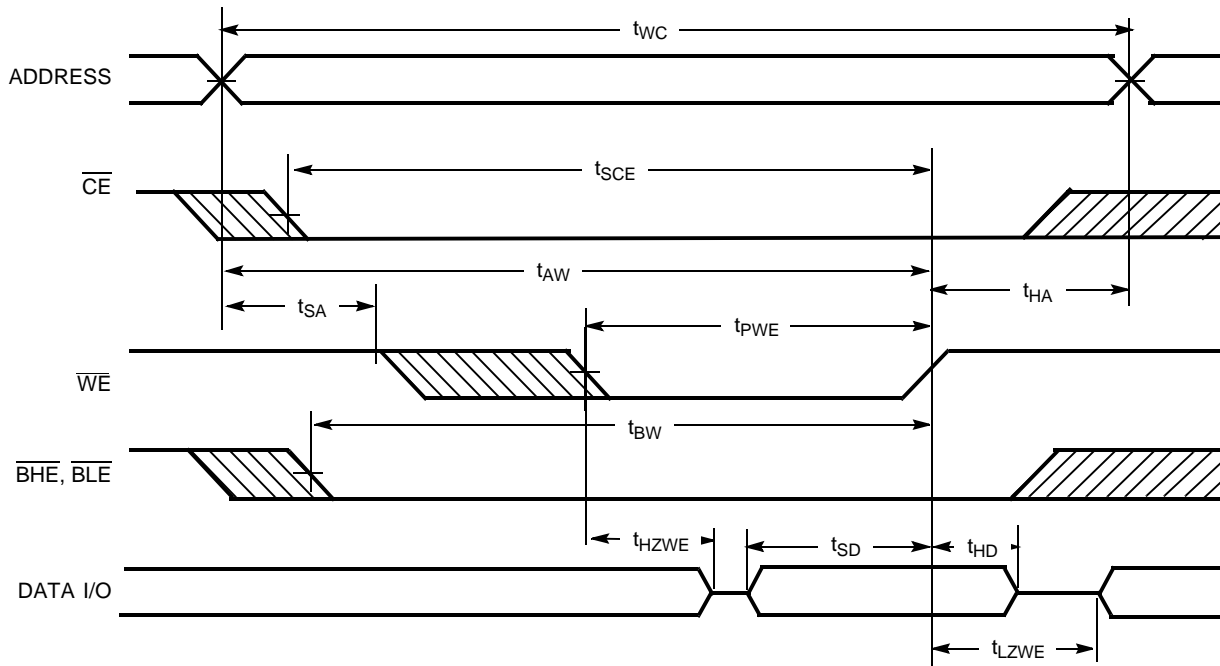 tWC
ADDRESS
tSCE
CE
tAW
tSA
tHA
tPWE
WE
tBW
BHE, BLE
tHZWE
tSD
tHD
DATA I/O
tLZWE